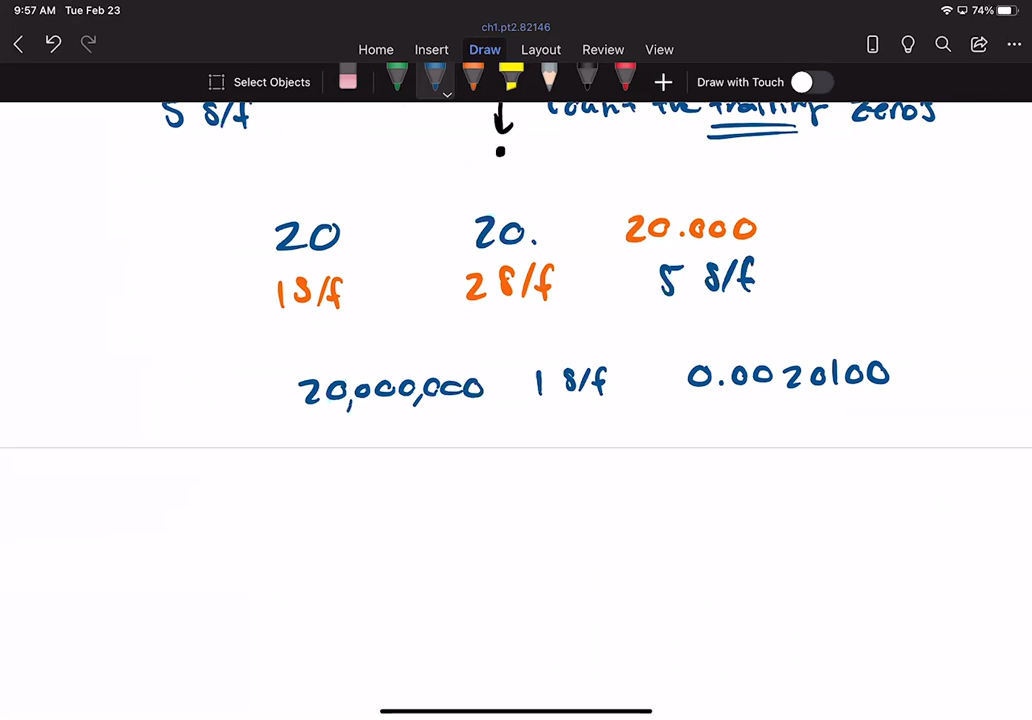 9:57 AM Tue Feb 23
74%
ch1.pt2.82146
Home Insert Draw Layout Review View
Select Objects
Draw with Touch
5 s/f
count the trailing zeros
20 20. 20.000
1 s/f 2 s/f 5 s/f
20,000,000 1 s/f 0.0020100